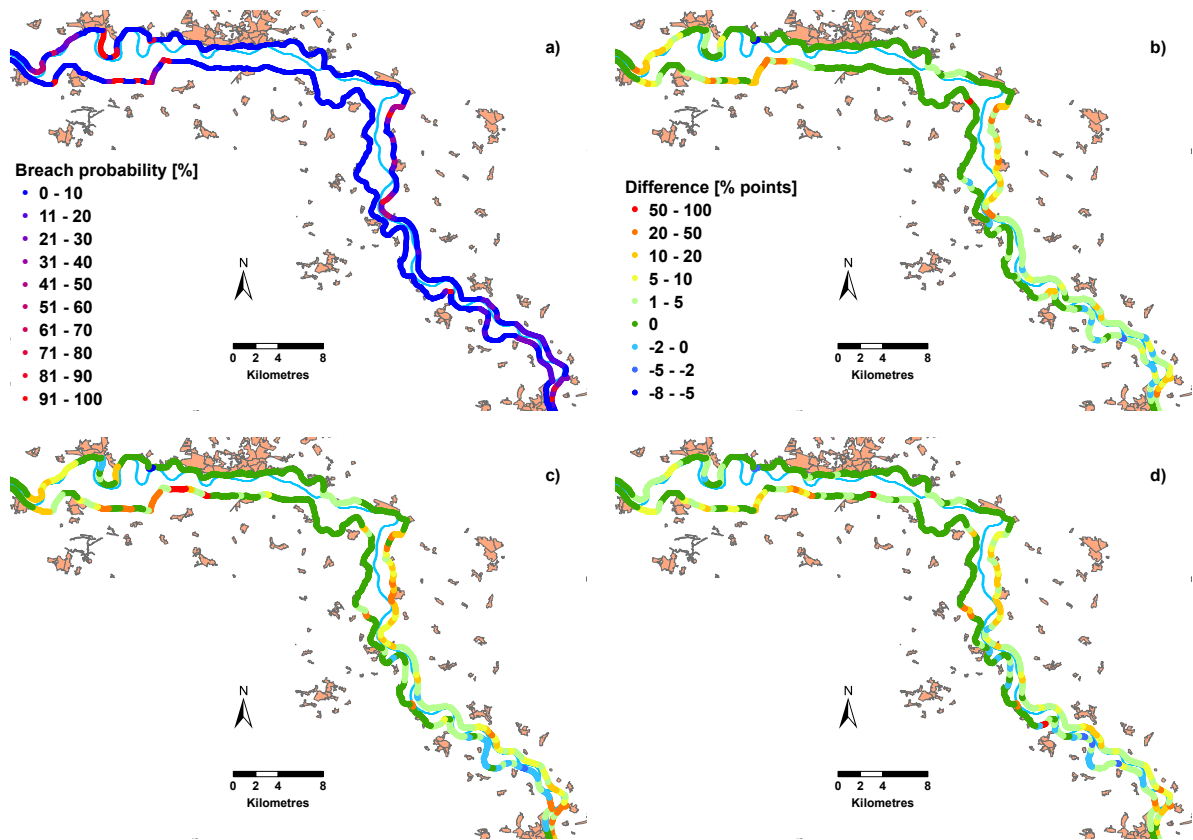 a)
Breach probability [%]
0 - 10
11 - 20
21 - 30
31 - 40
41 - 50
51 - 60
61 - 70
71 - 80
81 - 90
91 - 100
N
0 2 4 8
Kilometres
b)
Difference [% points]
50 - 100
20 - 50
10 - 20
5 - 10
1 - 5
0
-2 - 0
-5 - -2
-8 - -5
N
0 2 4 8
Kilometres
c)
N
0 2 4 8
Kilometres
d)
N
0 2 4 8
Kilometres